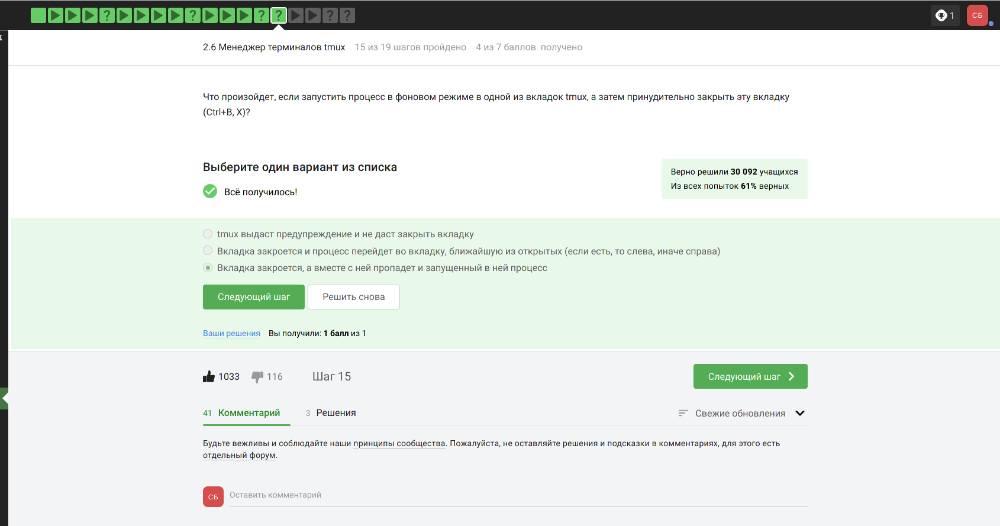 ? ? ? ? ? ?
1
СБ
2.6 Менеджер терминалов tmux 15 из 19 шагов пройдено 4 из 7 баллов получено
Что произойдет, если запустить процесс в фоновом режиме в одной из вкладок tmux, а затем принудительно закрыть эту вкладку
(Ctrl+B, X)?
Выберите один вариант из списка
Всё получилось!
Верно решили 30 092 учащихся
Из всех попыток 61% верных
tmux выдаст предупреждение и не даст закрыть вкладку
Вкладка закроется и процесс перейдет во вкладку, ближайшую из открытых (если есть, то слева, иначе справа)
Вкладка закроется, а вместе с ней пропадет и запущенный в ней процесс
Следующий шаг Решить снова
Ваши решения Вы получили: 1 балл из 1
1033 116 Шаг 15 Следующий шаг
41 Комментарий 3 Решения Свежие обновления
Будьте вежливы и соблюдайте наши принципы сообщества. Пожалуйста, не оставляйте решения и подсказки в комментариях, для этого есть
отдельный форум.
СБ Оставить комментарий